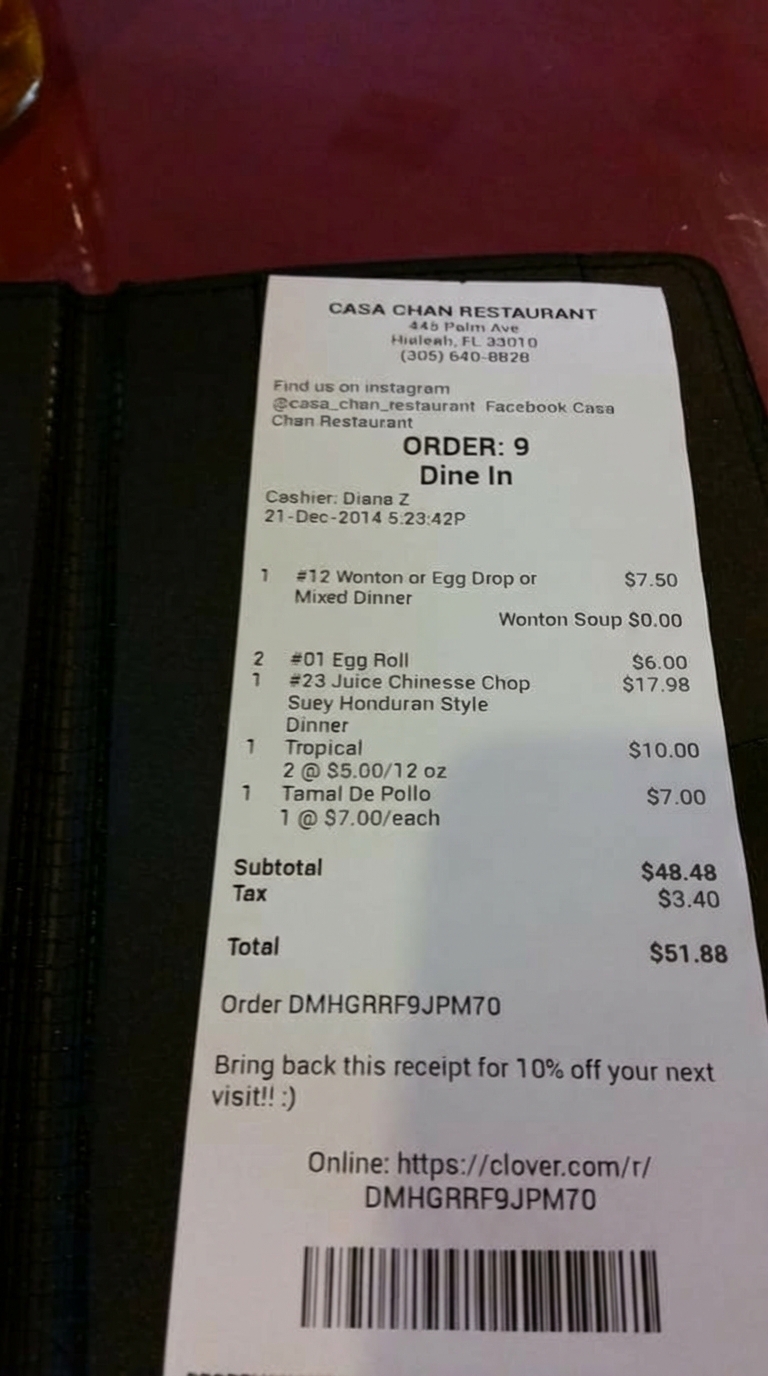 CASA CHAN RESTAURANT
445 Palm Ave
Hialeah, FL 33010
(305) 640-8828
Find us on instagram
@casa_chan_restaurant Facebook Casa
Chan Restaurant
ORDER: 9
Dine In
Cashier: Diana Z
21-Dec-2014 5:23:42P
1 #12 Wonton or Egg Drop or $7.50
Mixed Dinner
Wonton Soup $0.00
2 #01 Egg Roll $6.00
1 #23 Juice Chinesse Chop $17.98
Suey Honduran Style
Dinner
1 Tropical $10.00
2 @ $5.00/12 oz
1 Tamal De Pollo $7.00
1 @ $7.00/each
Subtotal $48.48
Tax $3.40
Total $51.88
Order DMHGRRF9JPM70
Bring back this receipt for 10% off your next
visit!! :)
Online: https://clover.com/r/
DMHGRRF9JPM70